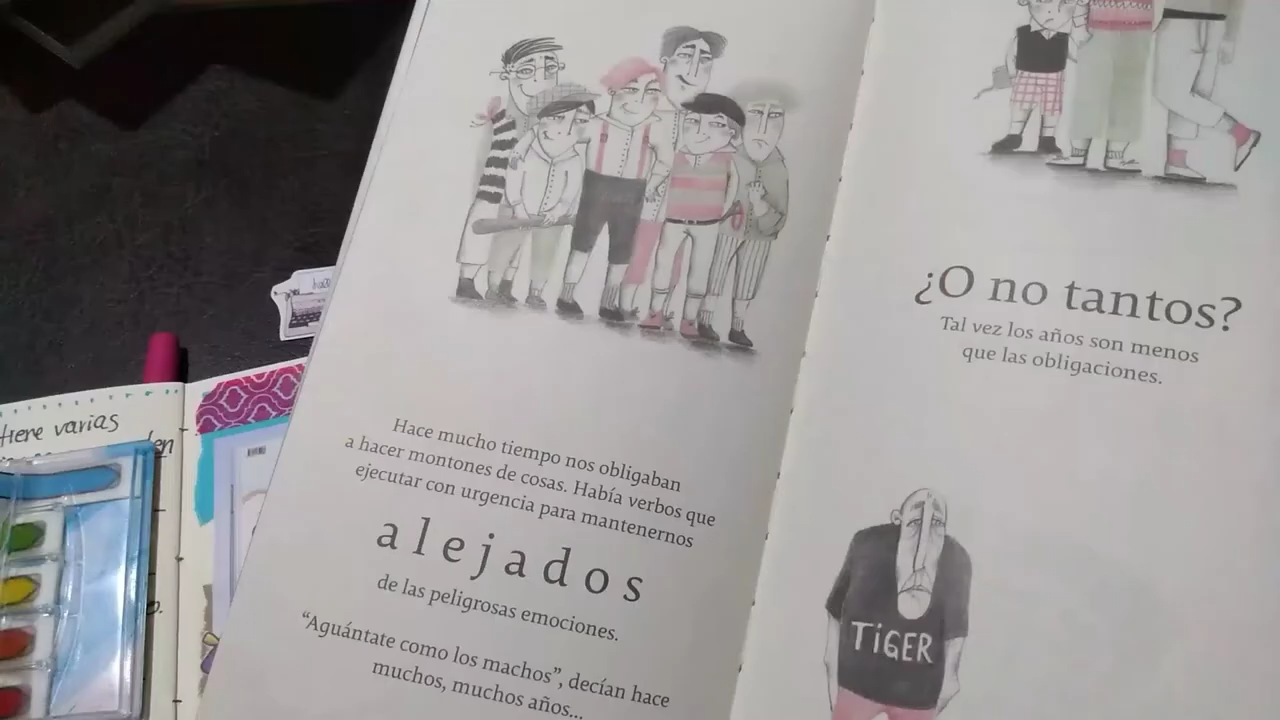 tiene varias
Hace mucho tiempo nos obligaban
a hacer montones de cosas. Había verbos que
ejecutar con urgencia para mantenernos
alejados
de las peligrosas emociones.
“Aguántate como los machos”, decían hace
muchos, muchos años...
¿O no tantos?
Tal vez los años son menos
que las obligaciones.
TiGER